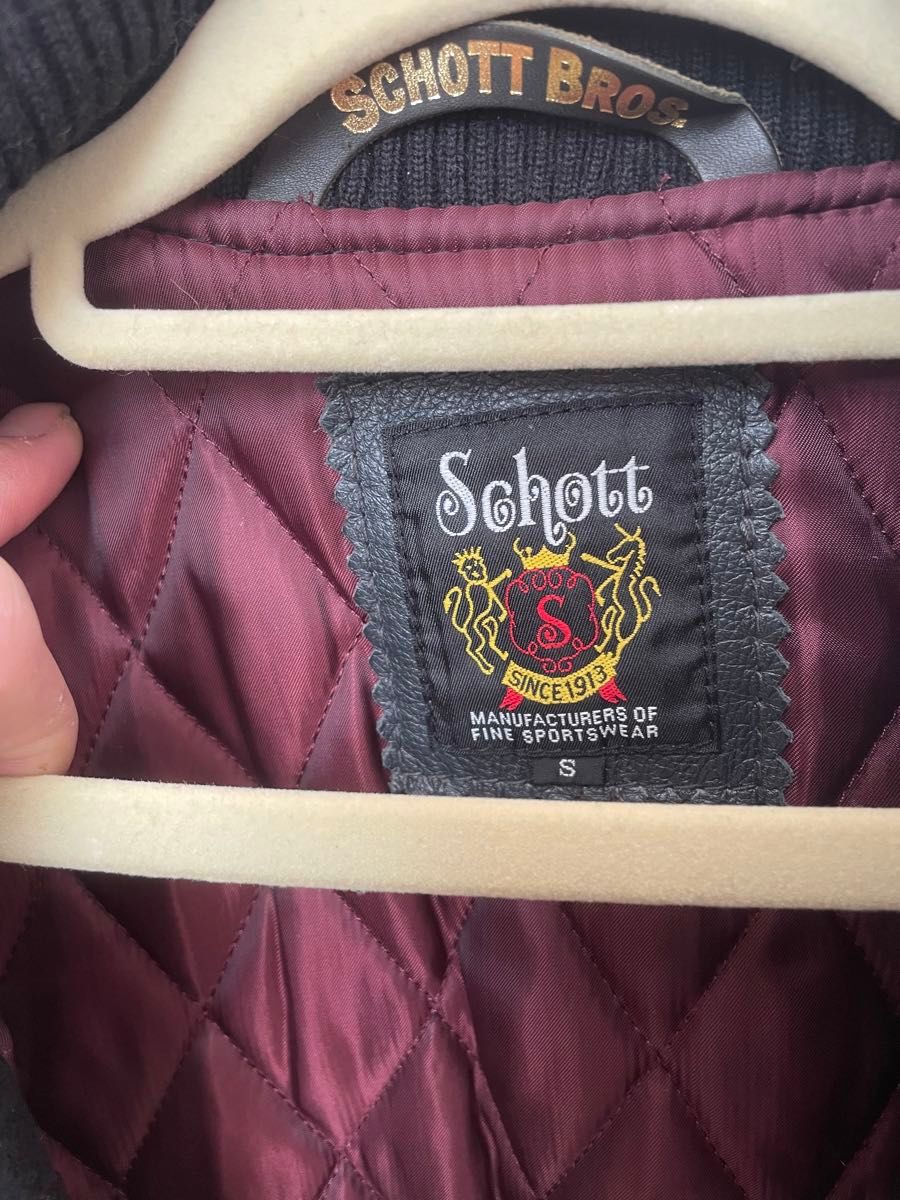 SCHOTT BROS.
Schott
S
SINCE 1913
MANUFACTURERS OF
FINE SPORTSWEAR
S